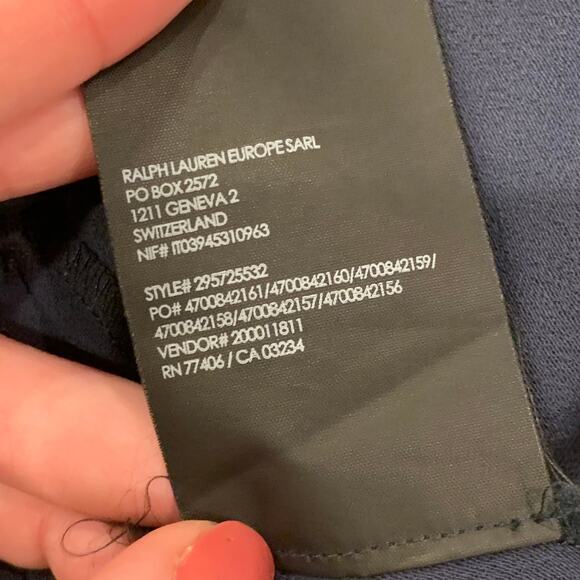 RALPH LAUREN EUROPE SARL
PO BOX 2572
1211 GENEVA 2
SWITZERLAND
NIF# IT03945310963
STYLE# 295725532
PO# 4700842161/4700842160/4700842159/
4700842158/4700842157/4700842156
VENDOR# 200011811
RN 77406 / CA 03234